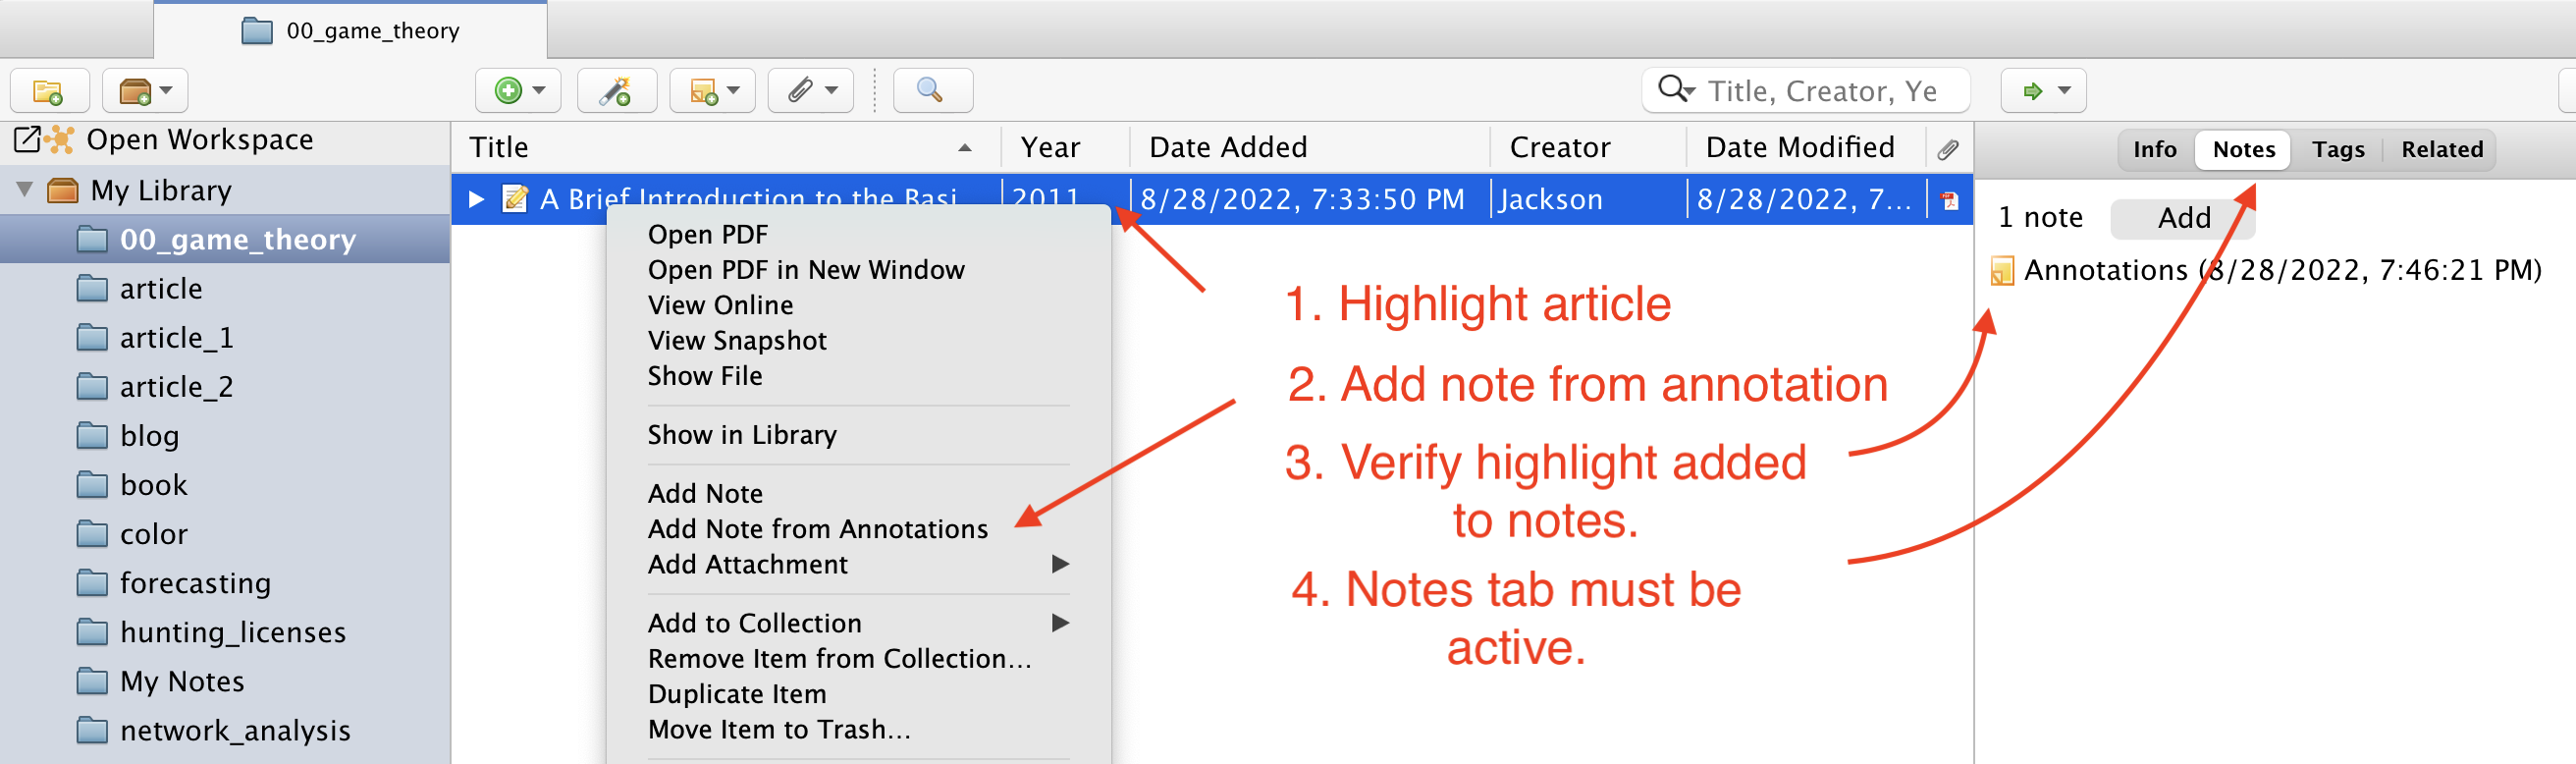 00_game_theory
Title, Creator, Ye
Open Workspace
My Library
00_game_theory
article
article_1
article_2
blog
book
color
forecasting
hunting_licenses
My Notes
network_analysis
Title Year Date Added Creator Date Modified
A Brief Introduction to the Basi 2011 8/28/2022, 7:33:50 PM Jackson 8/28/2022, 7...
Open PDF
Open PDF in New Window
View Online
View Snapshot
Show File
Show in Library
Add Note
Add Note from Annotations
Add Attachment
Add to Collection
Remove Item from Collection...
Duplicate Item
Move Item to Trash...
1. Highlight article
2. Add note from annotation
3. Verify highlight added
to notes.
4. Notes tab must be
active.
Info Notes Tags Related
1 note Add
Annotations (8/28/2022, 7:46:21 PM)